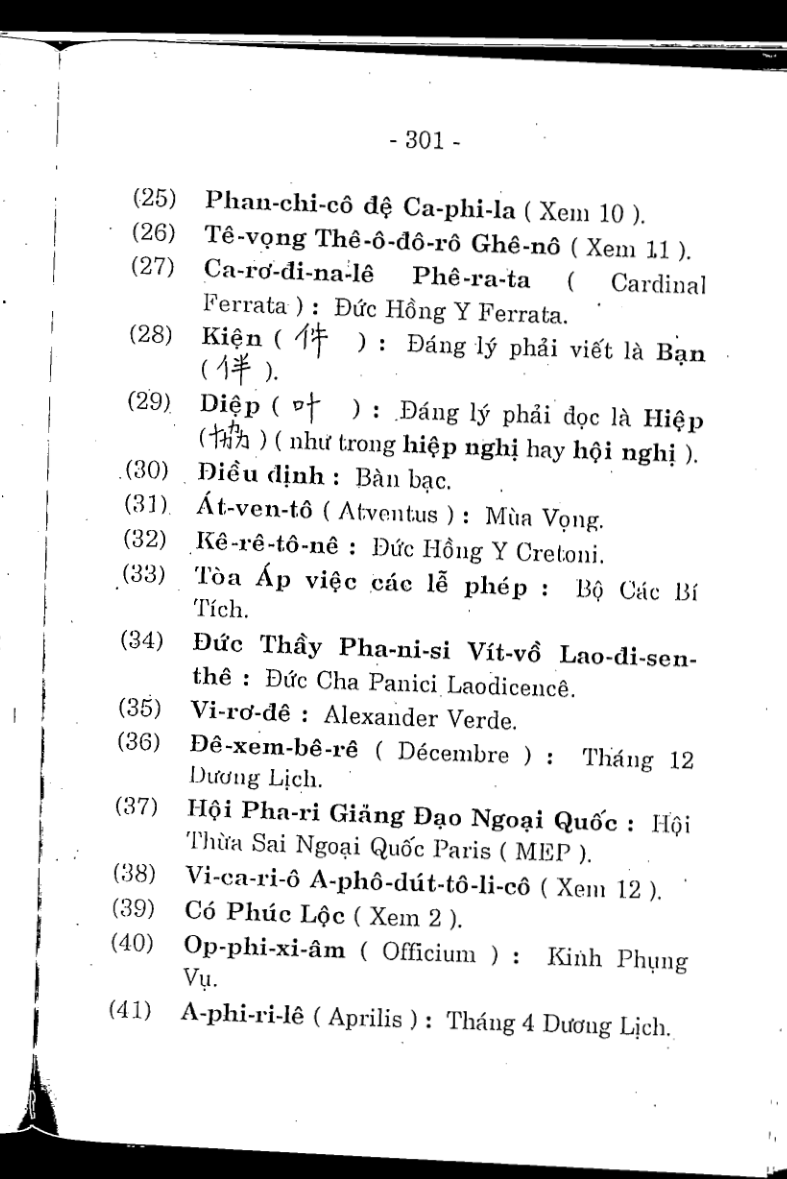 - 301 -
(25) Phan-chi-cô đệ Ca-phi-la ( Xem 10 ).
(26) Tê-vọng Thê-ô-đô-rô Ghê-nô ( Xem 11 ).
(27) Ca-rơ-đi-na-lê Phê-ra-ta ( Cardinal
Ferrata ) : Đức Hồng Y Ferrata.
(28) Kiện ( 件 ) : Đáng lý phải viết là Bạn
( 伴 ).
(29) Diệp ( 叶 ) : Đáng lý phải đọc là Hiệp
( 協 ) ( như trong hiệp nghị hay hội nghị ).
(30) Điều định : Bàn bạc.
(31) Át-ven-tô ( Atventus ) : Mùa Vọng.
(32) Kê-rê-tô-nê : Đức Hồng Y Cretoni.
(33) Tòa Áp việc các lễ phép : Bộ Các Bí
Tích.
(34) Đức Thầy Pha-ni-si Vít-vồ Lao-đi-sen-
thê : Đức Cha Panici Laodicencê.
(35) Vi-rơ-đê : Alexander Verde.
(36) Đê-xem-bê-rê ( Décembre ) : Tháng 12
Dương Lịch.
(37) Hội Pha-ri Giảng Đạo Ngoại Quốc : Hội
Thừa Sai Ngoại Quốc Paris ( MEP ).
(38) Vi-ca-ri-ô A-phô-dút-tô-li-cô ( Xem 12 ).
(39) Có Phúc Lộc ( Xem 2 ).
(40) Op-phi-xi-âm ( Officium ) : Kinh Phụng
Vụ.
(41) A-phi-ri-lê ( Aprilis ) : Tháng 4 Dương Lịch.